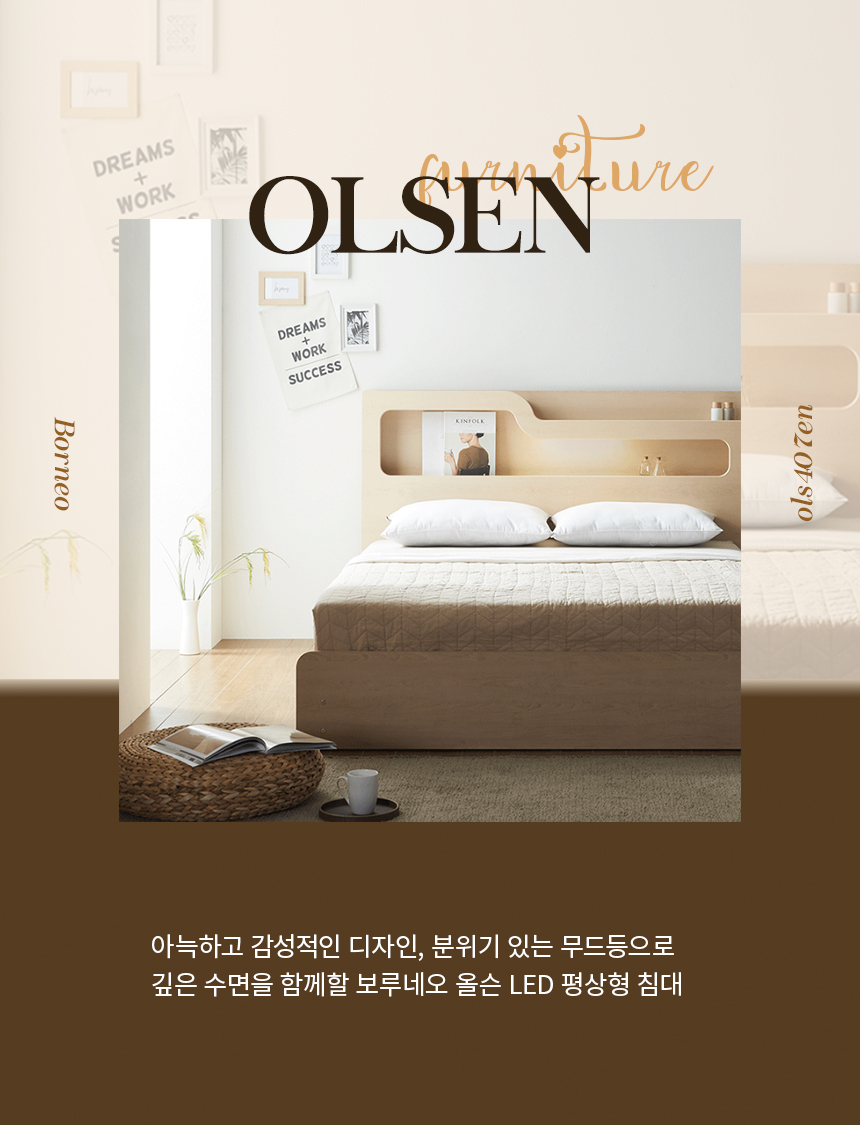 furniture
OLSEN
DREAMS
+
WORK
DREAMS
+
WORK
SUCCESS
KINFOLK
Borneo
ols407en
아늑하고 감성적인 디자인, 분위기 있는 무드등으로
깊은 수면을 함께할 보루네오 올슨 LED 평상형 침대